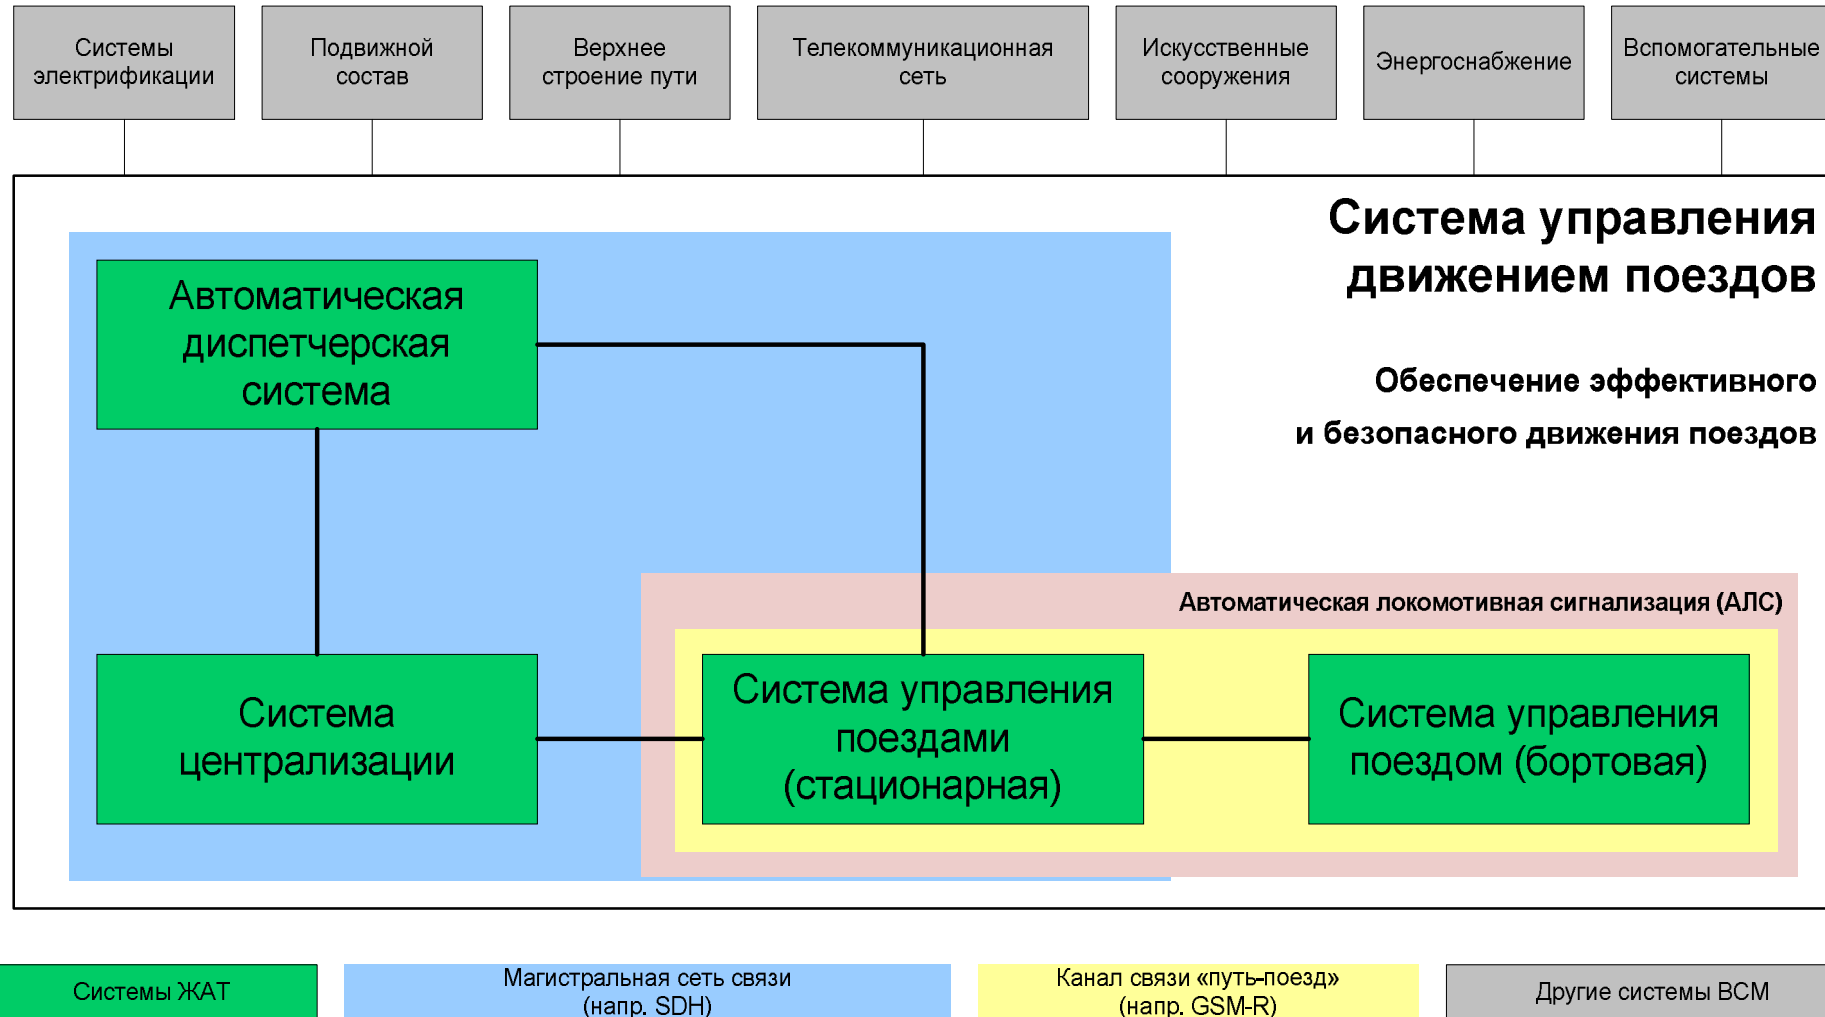 Системы
электрификации
Подвижной
состав
Верхнее
строение пути
Телекоммуникационная
сеть
Искусственные
сооружения
Энергоснабжение
Вспомогательные
системы
Система управления
движением поездов
Обеспечение эффективного
и безопасного движения поездов
Автоматическая
диспетчерская
система
Автоматическая локомотивная сигнализация (АЛС)
Система
централизации
Система управления
поездами
(стационарная)
Система управления
поездом (бортовая)
Системы ЖАТ
Магистральная сеть связи
(напр. SDH)
Канал связи «путь-поезд»
(напр. GSM-R)
Другие системы ВСМ